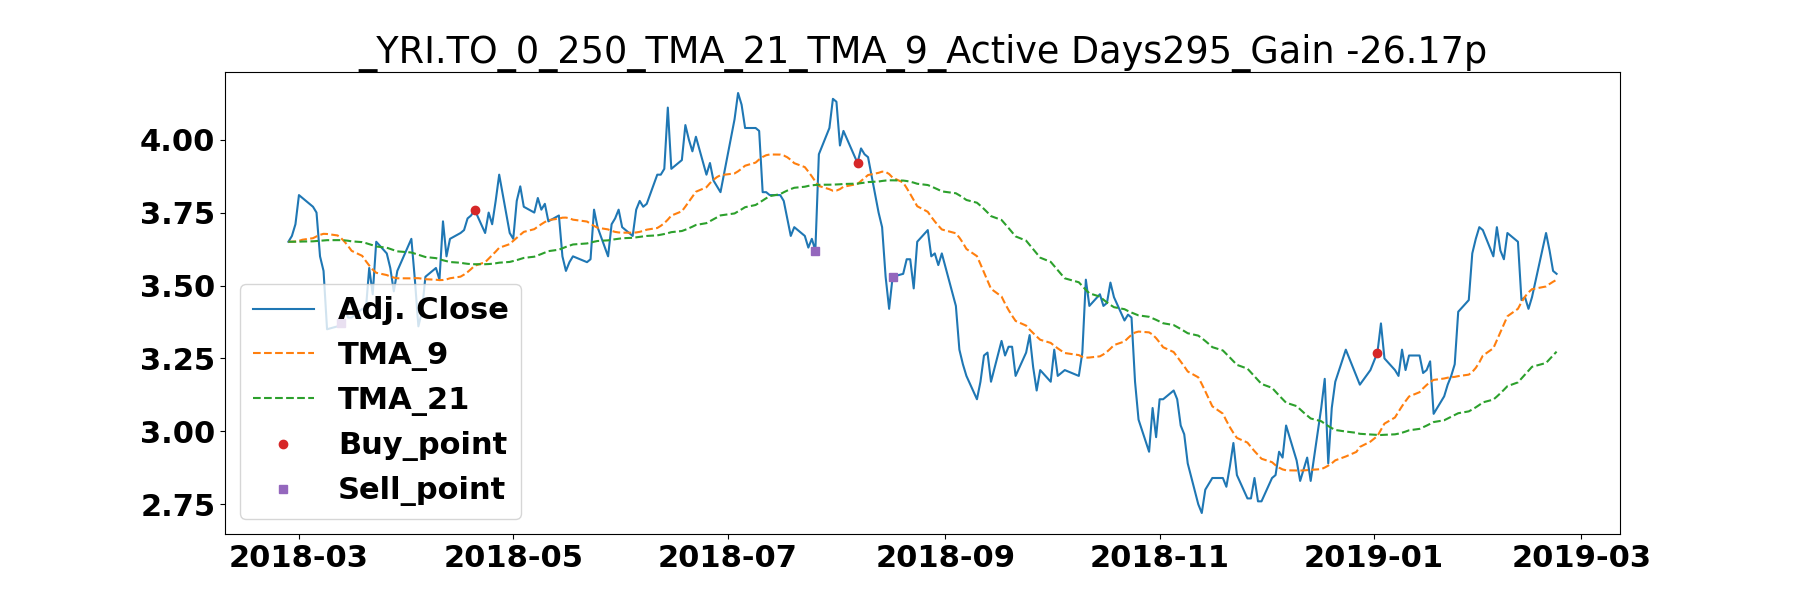 _YRI.TO_0_250_TMA_21_TMA_9_Active Days295_Gain -26.17p
4.00
3.75
3.50
3.25
3.00
2.75
Adj. Close
TMA_9
TMA_21
Buy_point
Sell_point
2018-03 2018-05 2018-07 2018-09 2018-11 2019-01 2019-03